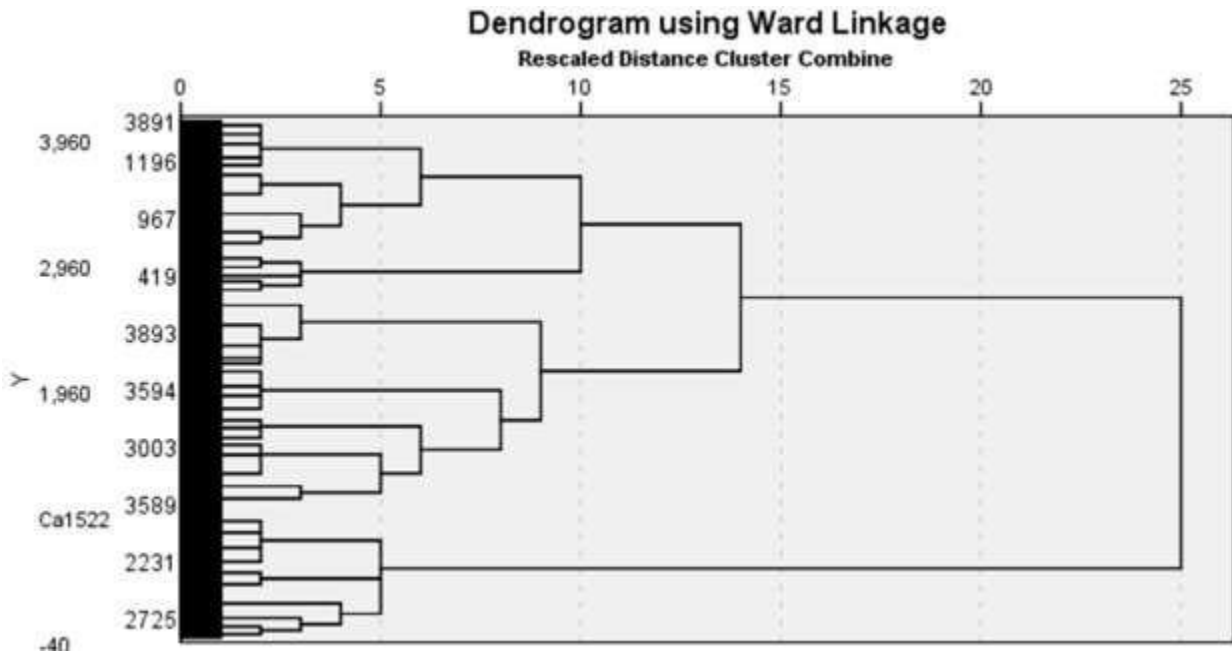 Dendrogram using Ward Linkage
Rescaled Distance Cluster Combine
0 5 10 15 20 25
3891
3,960
1196
967
2,960
419
3893
Y
1,960
3594
3003
3589
Ca1522
2231
2725
-40